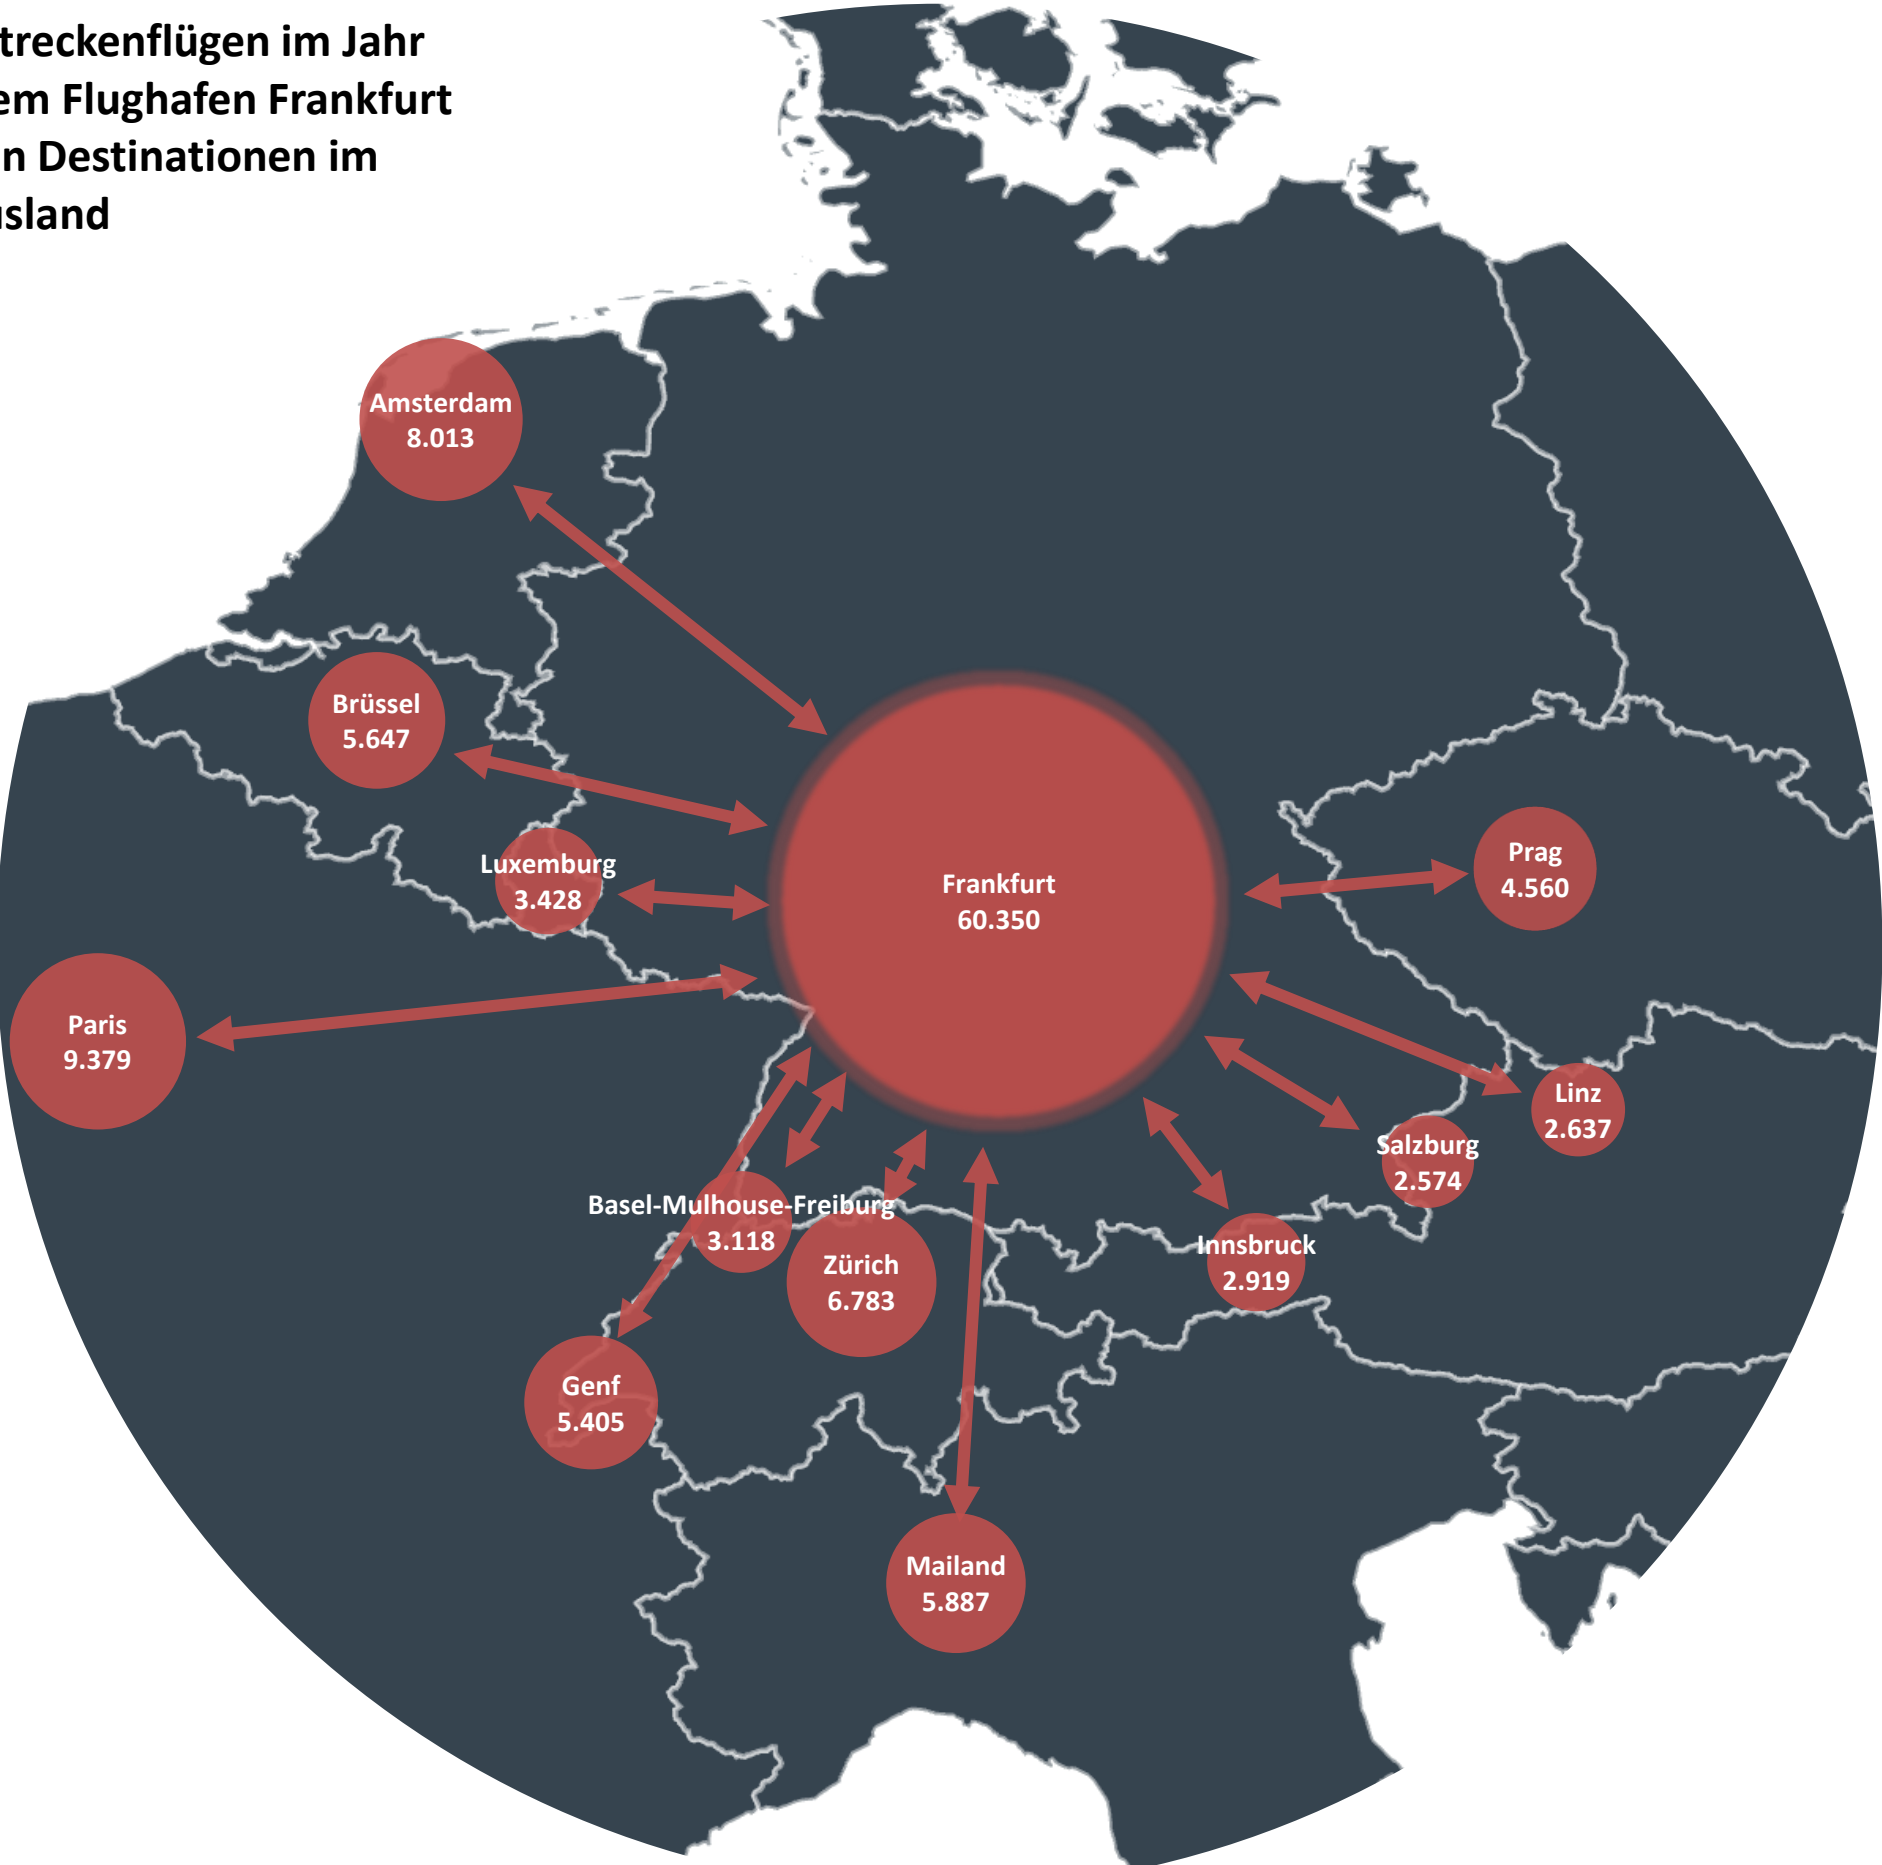 treckenflügen im Jahr
em Flughafen Frankfurt
n Destinationen im
usland
Amsterdam
8.013
Brüssel
5.647
Luxemburg
3.428
Frankfurt
60.350
Prag
4.560
Paris
9.379
Linz
2.637
Salzburg
2.574
Basel-Mulhouse-Freiburg
3.118
Zürich
6.783
Innsbruck
2.919
Genf
5.405
Mailand
5.887